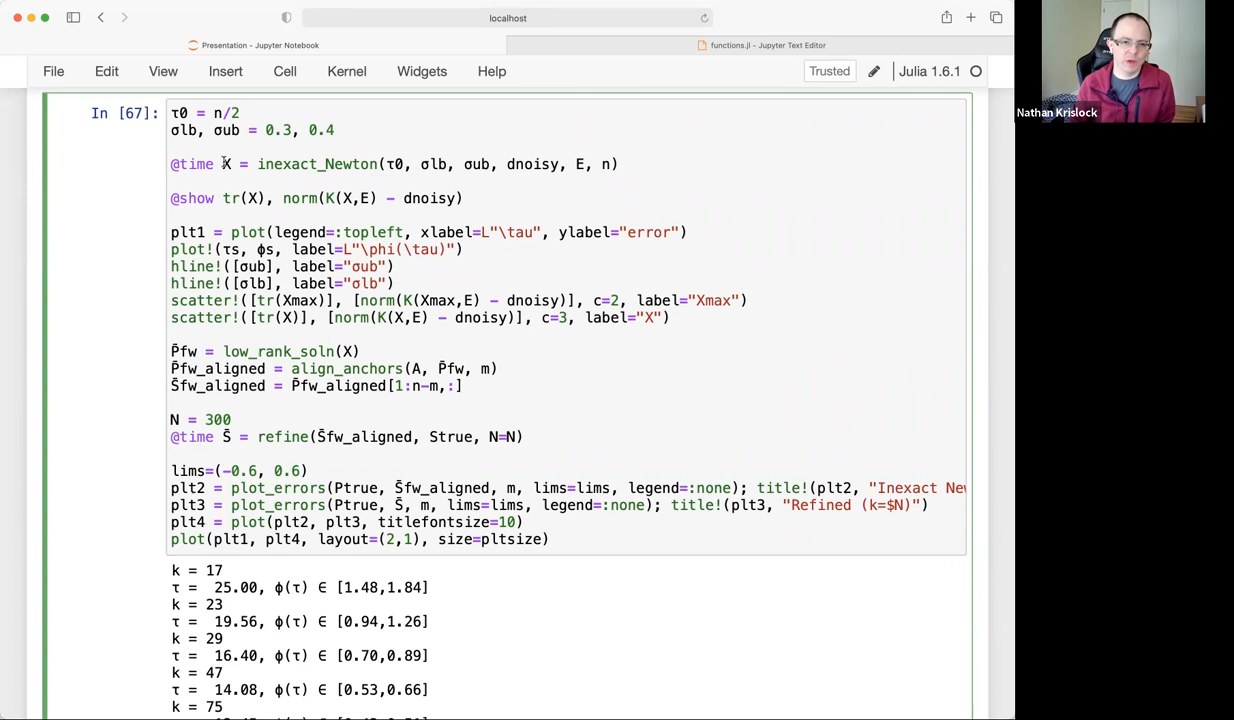 localhost
Presentation - Jupyter Notebook
functions.jl - Jupyter Text Editor
File Edit View Insert Cell Kernel Widgets Help Trusted Julia 1.6.1
Nathan Krislock
In [67]: τ0 = n/2
σlb, σub = 0.3, 0.4
@time X = inexact_Newton(τ0, σlb, σub, dnoisy, E, n)
@show tr(X), norm(K(X,E) - dnoisy)
plt1 = plot(legend=:topleft, xlabel=L"\tau", ylabel="error")
plot!(τs, ϕs, label=L"\phi(\tau)")
hline!([σub], label="σub")
hline!([σlb], label="σlb")
scatter!([tr(Xmax)], [norm(K(Xmax,E) - dnoisy)], c=2, label="Xmax")
scatter!([tr(X)], [norm(K(X,E) - dnoisy)], c=3, label="X")
P̄fw = low_rank_soln(X)
P̄fw_aligned = align_anchors(A, P̄fw, m)
S̄fw_aligned = P̄fw_aligned[1:n-m,:]
N = 300
@time S̄ = refine(S̄fw_aligned, Strue, N=N)
lims=(-0.6, 0.6)
plt2 = plot_errors(Ptrue, S̄fw_aligned, m, lims=lims, legend=:none); title!(plt2, "Inexact Ne
plt3 = plot_errors(Ptrue, S̄, m, lims=lims, legend=:none); title!(plt3, "Refined (k=$N)")
plt4 = plot(plt2, plt3, titlefontsize=10)
plot(plt1, plt4, layout=(2,1), size=pltsize)
k = 17
τ = 25.00, ϕ(τ) ∈ [1.48,1.84]
k = 23
τ = 19.56, ϕ(τ) ∈ [0.94,1.26]
k = 29
τ = 16.40, ϕ(τ) ∈ [0.70,0.89]
k = 47
τ = 14.08, ϕ(τ) ∈ [0.53,0.66]
k = 75